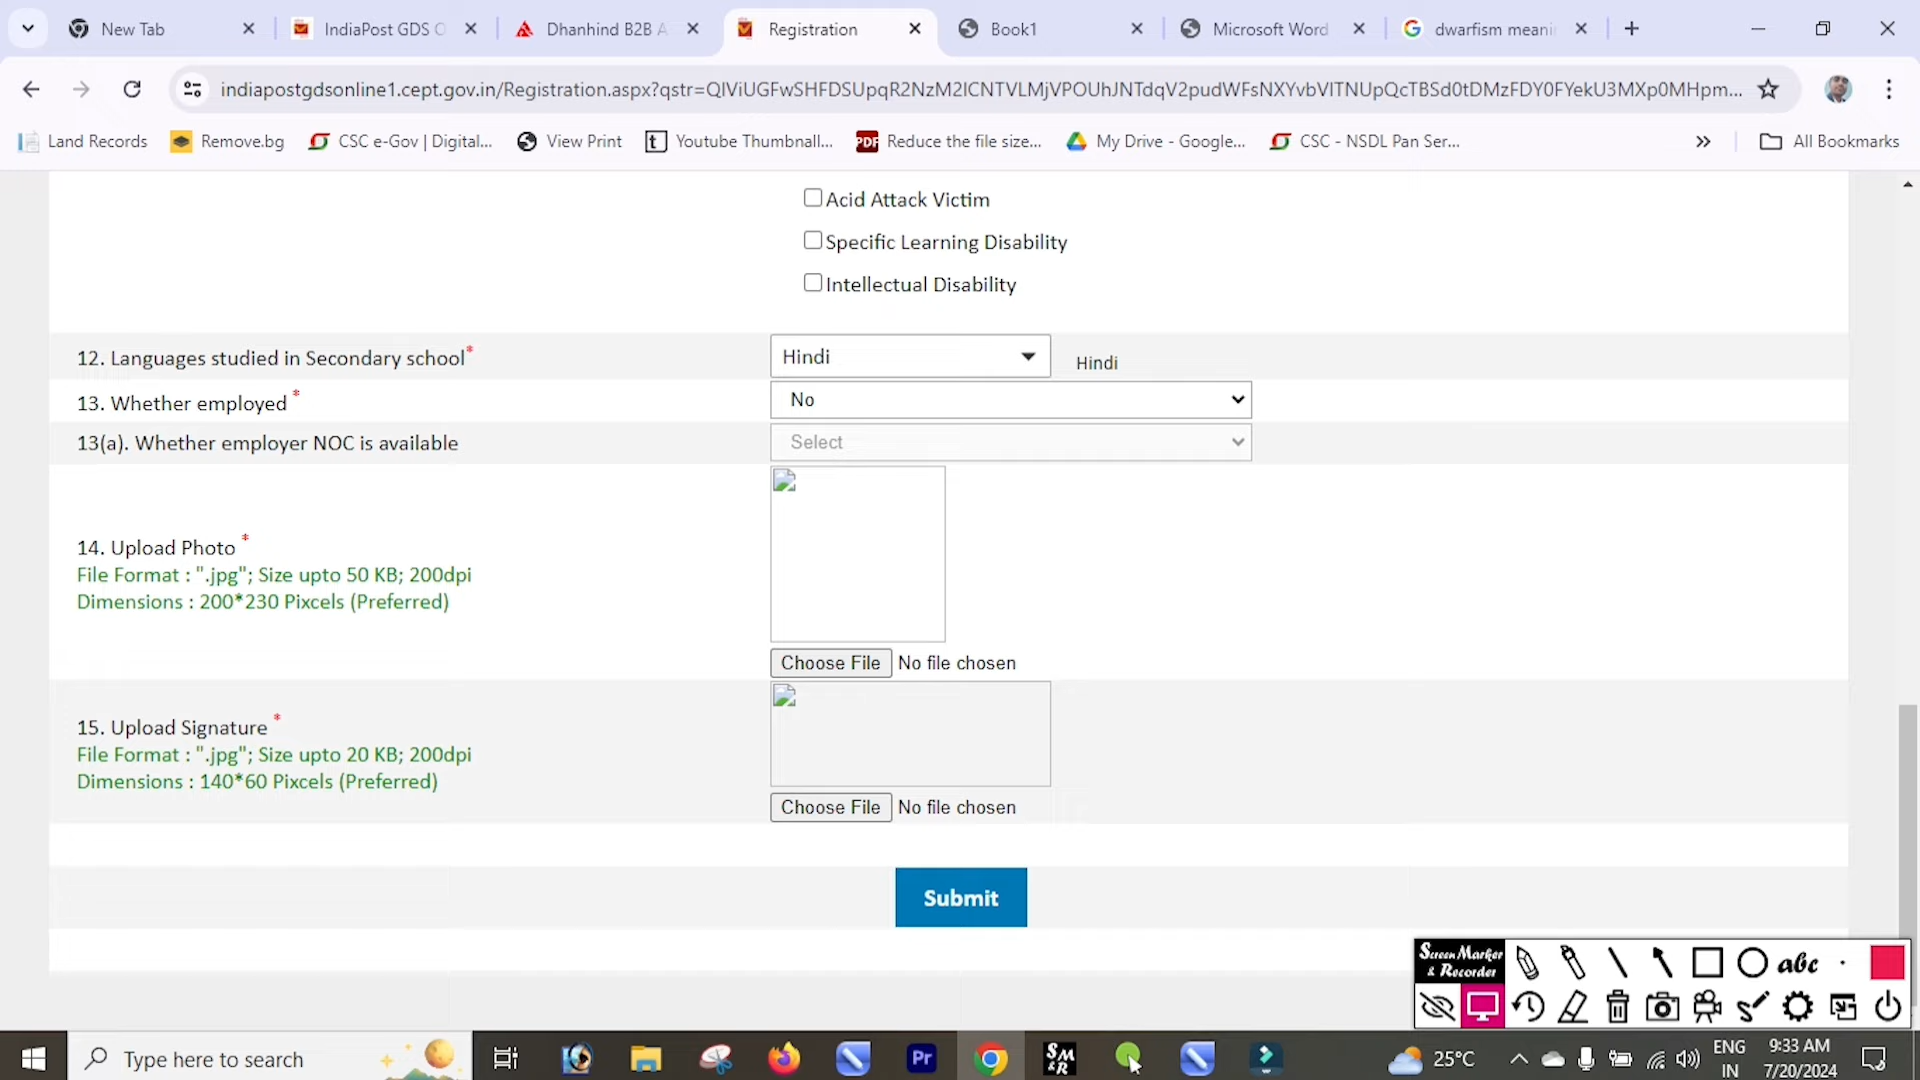 New Tab
IndiaPost GDS O
Dhanhind B2B A
Registration
Book1
Microsoft Word
dwarfism meani
indiapostgdsonline1.cept.gov.in/Registration.aspx?qstr=
Land Records
Remove.bg
CSC e-Gov | Digital...
View Print
Youtube Thumbnall...
PDF
Reduce the file size...
My Drive - Google...
CSC - NSDL Pan Ser...
All Bookmarks
Acid Attack Victim
Specific Learning Disability
Intellectual Disability
12. Languages studied in Secondary school*
Hindi
Hindi
13. Whether employed *
No
13(a). Whether employer NOC is available
Select
14. Upload Photo *
File Format : ".jpg"; Size upto 50 KB; 200dpi
Dimensions : 200*230 Pixcels (Preferred)
Choose File No file chosen
15. Upload Signature *
File Format : ".jpg"; Size upto 20 KB; 200dpi
Dimensions : 140*60 Pixcels (Preferred)
Choose File No file chosen
Submit
Screen Marker
& Recorder
abc
Type here to search
Pr
SM
&R
25°C
ENG
IN
9:33 AM
7/20/2024